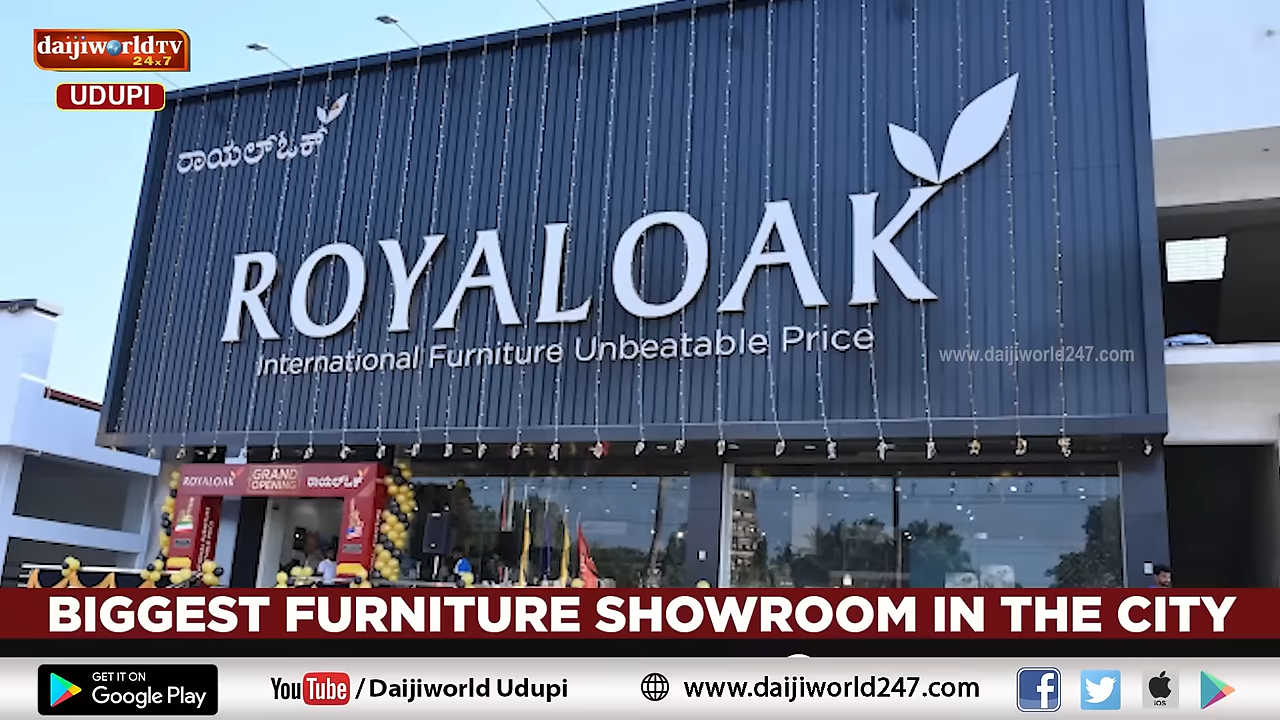 daijiworldTV
24x7
UDUPI
ರಾಯಲ್ಓಕ್
ROYALOAK
International Furniture Unbeatable Price
www.daijiworld247.com
ROYALOAK
GRAND
OPENING
ರಾಯಲ್ಓಕ್
BIGGEST FURNITURE SHOWROOM IN THE CITY
GET IT ON
Google Play
YouTube /Daijiworld Udupi
www.daijiworld247.com
iOS